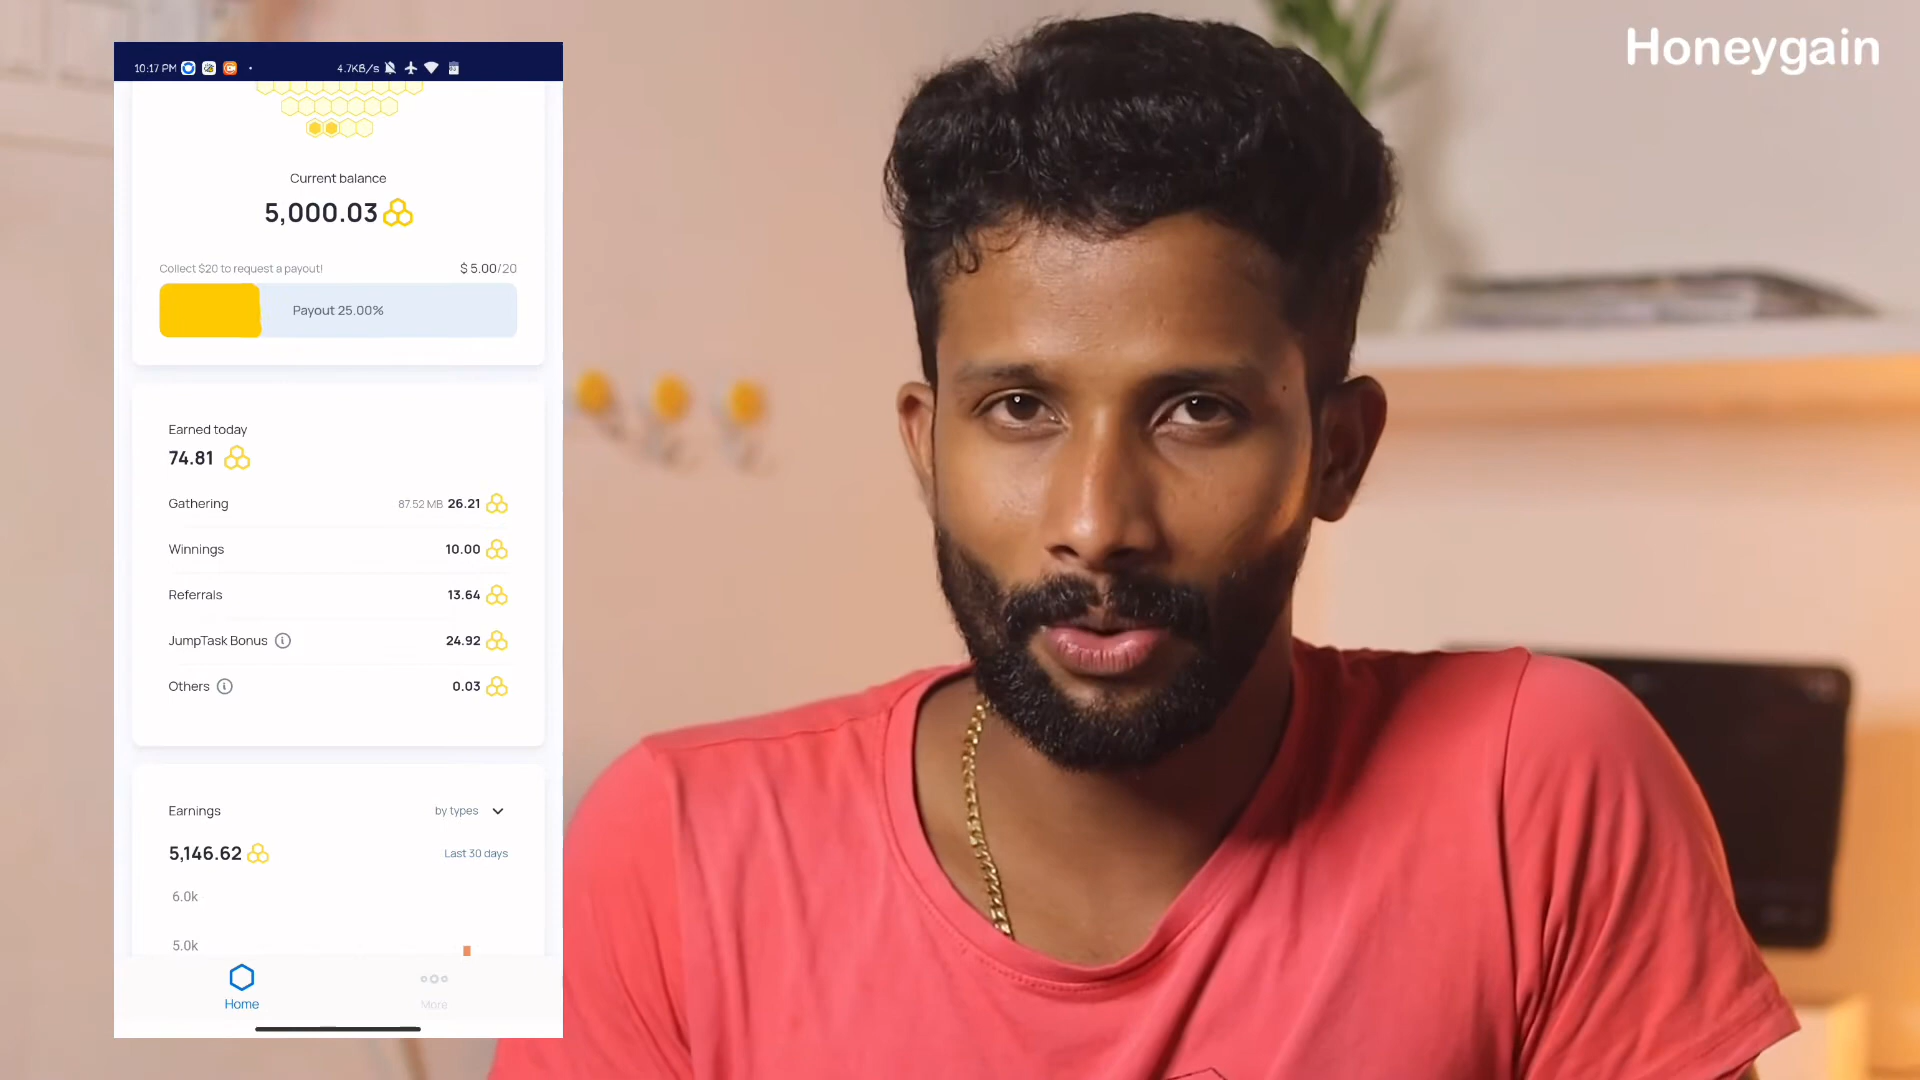 Honeygain
10:17 PM 4.7KB/s
Current balance
5,000.03
Collect $20 to request a payout! $ 5.00/20
Payout 25.00%
Earned today
74.81
Gathering 87.52 MB 26.21
Winnings 10.00
Referrals 13.64
JumpTask Bonus 24.92
Others 0.03
Earnings by types
5,146.62 Last 30 days
6.0k
5.0k
Home More